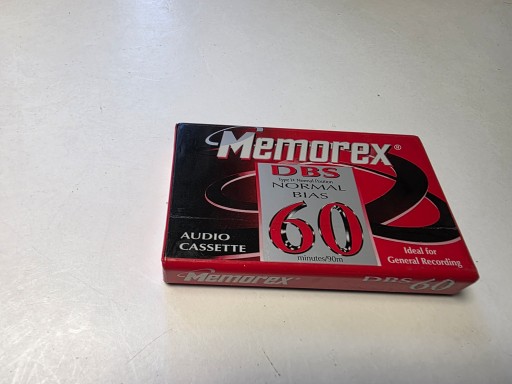 Memorex®
DBS
Type I Normal Position
NORMAL
BIAS
60
minutes/90m
AUDIO
CASSETTE
Ideal for
General Recording
Memorex
DBS 60